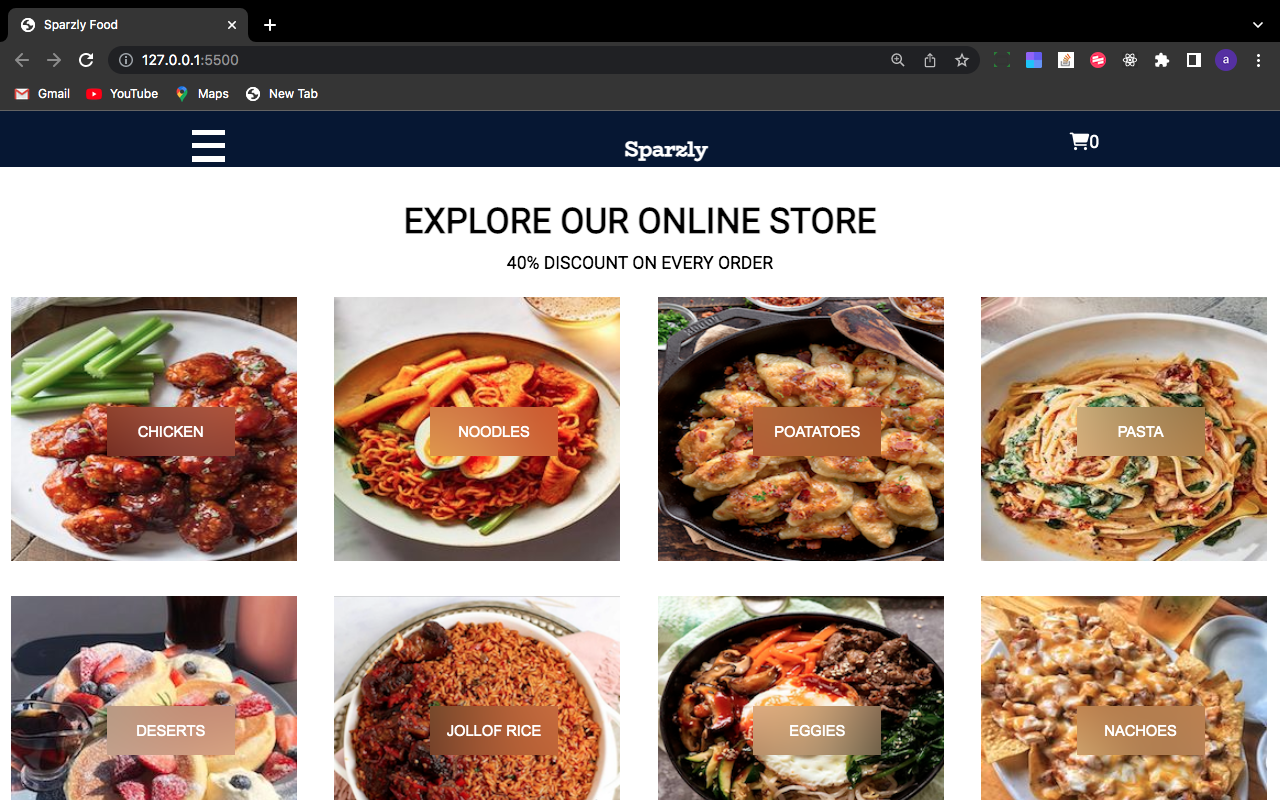 Sparzly Food
127.0.0.1:5500
a
Gmail YouTube Maps New Tab
Sparzly
0
EXPLORE OUR ONLINE STORE
40% DISCOUNT ON EVERY ORDER
CHICKEN NOODLES POATATOES PASTA
DESERTS JOLLOF RICE EGGIES NACHOES